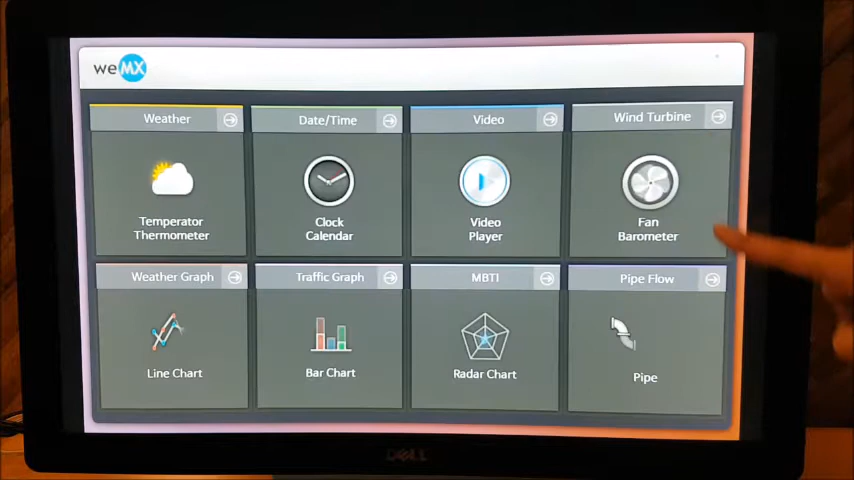 weMX
Weather
Date/Time
Video
Wind Turbine
Temperator
Thermometer
Clock
Calendar
Video
Player
Fan
Barometer
Weather Graph
Traffic Graph
MBTI
Pipe Flow
Line Chart
Bar Chart
Radar Chart
Pipe
DELL